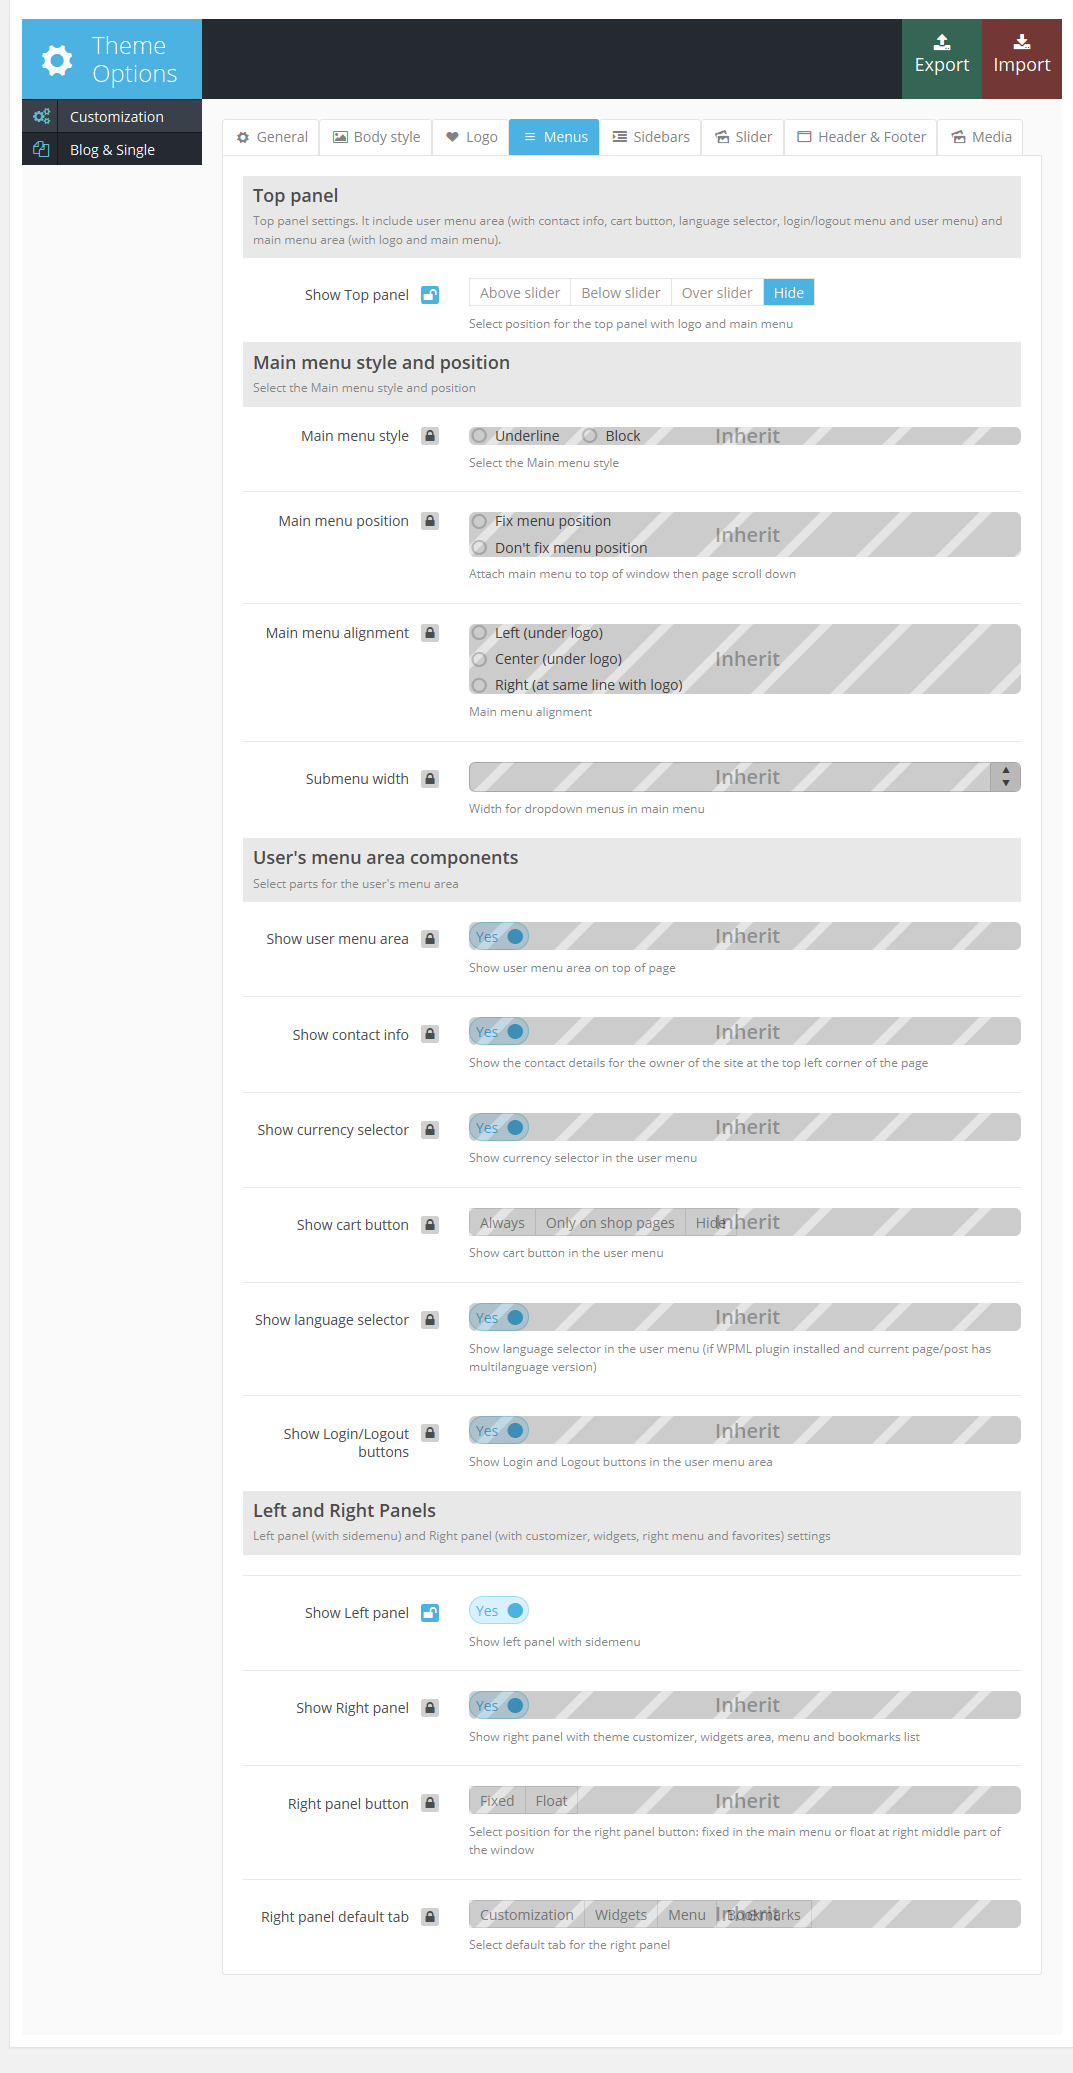 Theme
Options
Export
Import
Customization
Blog & Single
General
Body style
Logo
Menus
Sidebars
Slider
Header & Footer
Media
Top panel
Top panel settings. It include user menu area (with contact info, cart button, language selector, login/logout menu and user menu) and
main menu area (with logo and main menu).
Show Top panel
Above slider
Below slider
Over slider
Hide
Select position for the top panel with logo and main menu
Main menu style and position
Select the Main menu style and position
Main menu style
Underline
Block
Inherit
Select the Main menu style
Main menu position
Fix menu position
Don't fix menu position
Inherit
Attach main menu to top of window then page scroll down
Main menu alignment
Left (under logo)
Center (under logo)
Right (at same line with logo)
Inherit
Main menu alignment
Submenu width
Inherit
Width for dropdown menus in main menu
User's menu area components
Select parts for the user's menu area
Show user menu area
Yes
Inherit
Show user menu area on top of page
Show contact info
Yes
Inherit
Show the contact details for the owner of the site at the top left corner of the page
Show currency selector
Yes
Inherit
Show currency selector in the user menu
Show cart button
Always
Only on shop pages
Hide
Inherit
Show cart button in the user menu
Show language selector
Yes
Inherit
Show language selector in the user menu (if WPML plugin installed and current page/post has
multilanguage version)
Show Login/Logout
buttons
Yes
Inherit
Show Login and Logout buttons in the user menu area
Left and Right Panels
Left panel (with sidemenu) and Right panel (with customizer, widgets, right menu and favorites) settings
Show Left panel
Yes
Show left panel with sidemenu
Show Right panel
Yes
Inherit
Show right panel with theme customizer, widgets area, menu and bookmarks list
Right panel button
Fixed
Float
Inherit
Select position for the right panel button: fixed in the main menu or float at right middle part of
the window
Right panel default tab
Customization
Widgets
Menu
Bookmarks
Inherit
Select default tab for the right panel